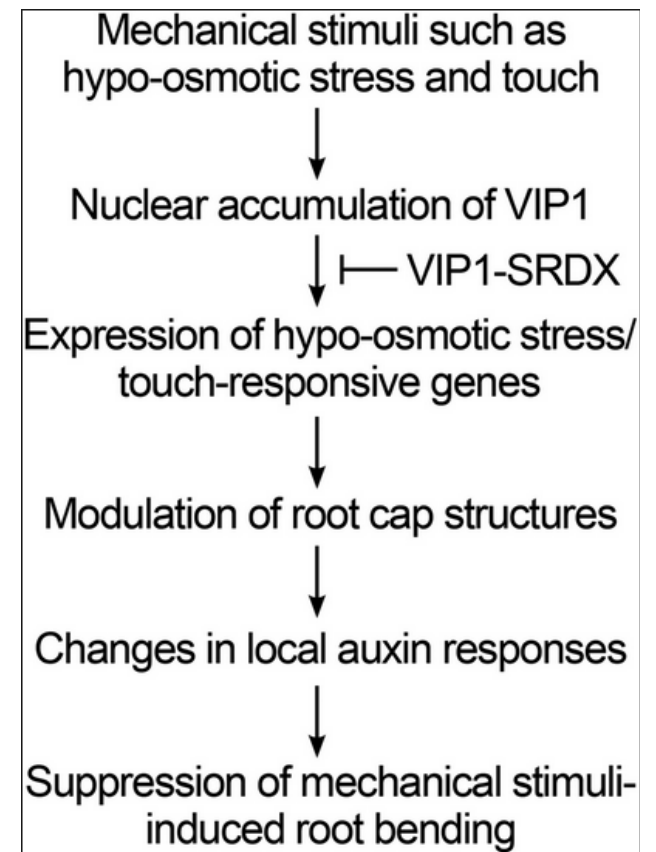 Mechanical stimuli such as
hypo-osmotic stress and touch
Nuclear accumulation of VIP1
VIP1-SRDX
Expression of hypo-osmotic stress/
touch-responsive genes
Modulation of root cap structures
Changes in local auxin responses
Suppression of mechanical stimuli-
induced root bending